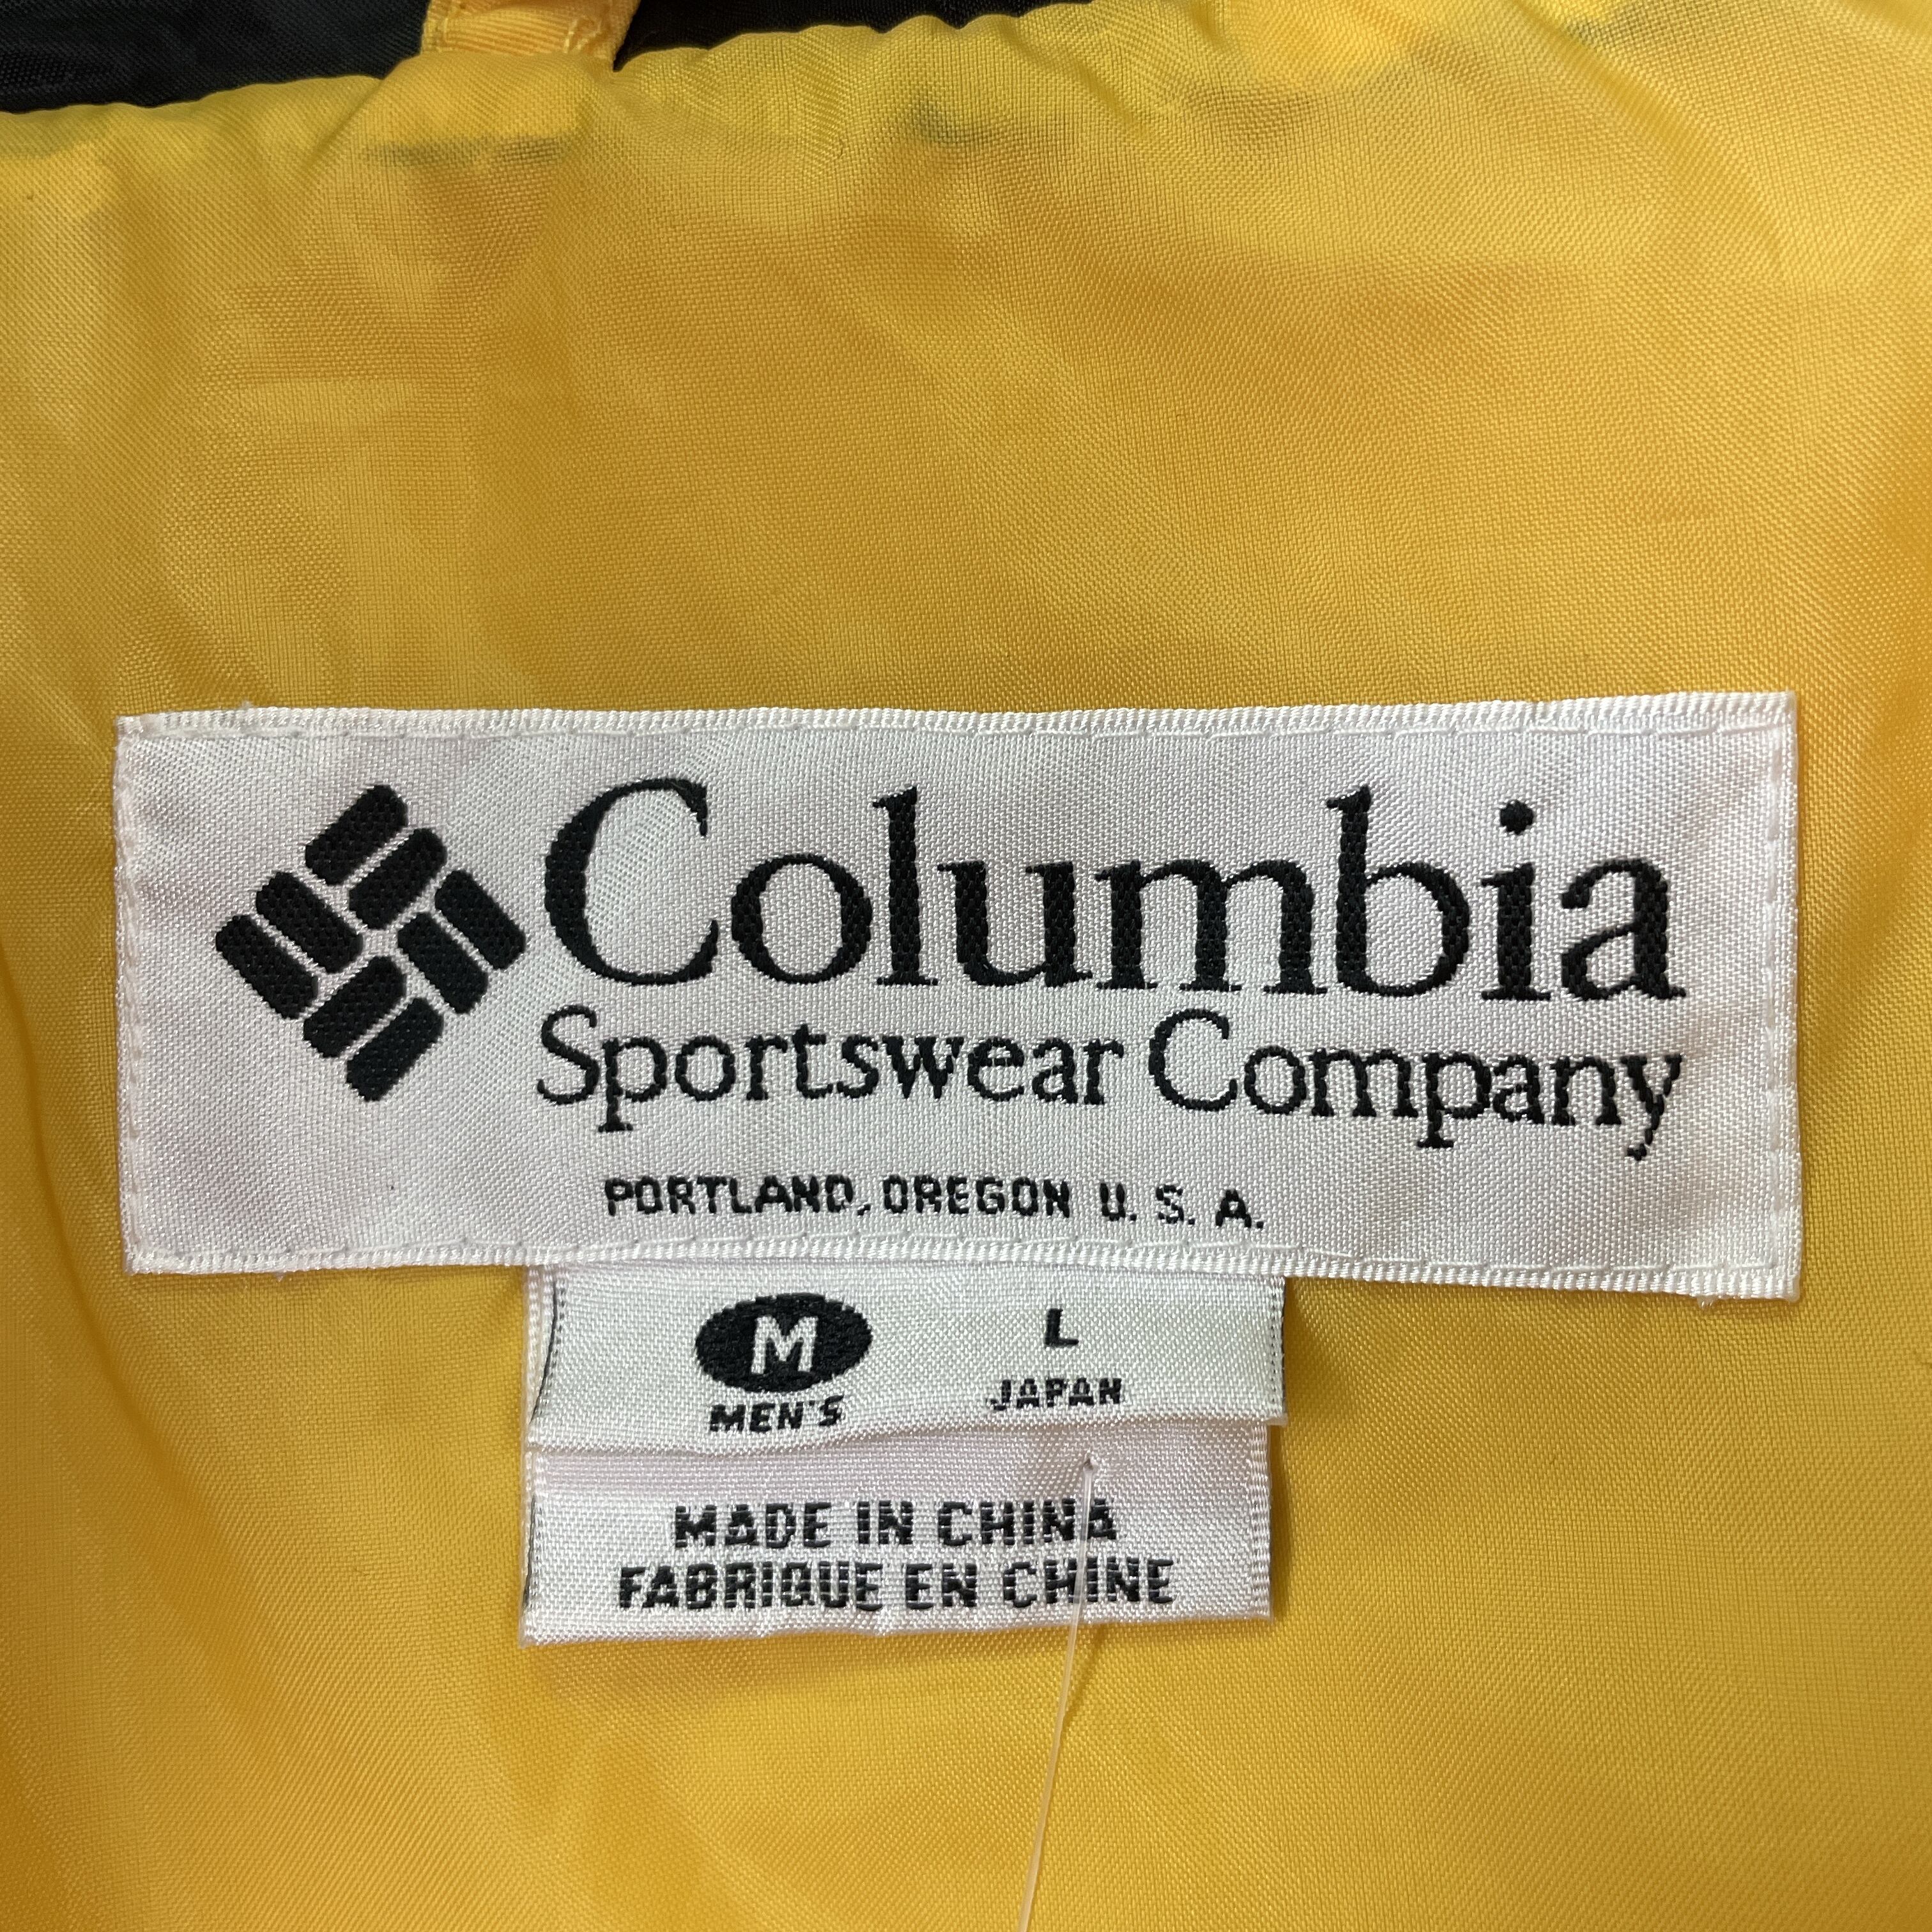 Columbia
Sportswear Company
PORTLAND, OREGON U. S. A.
M L
MEN'S JAPAN
MADE IN CHINA
FABRIQUE EN CHINE